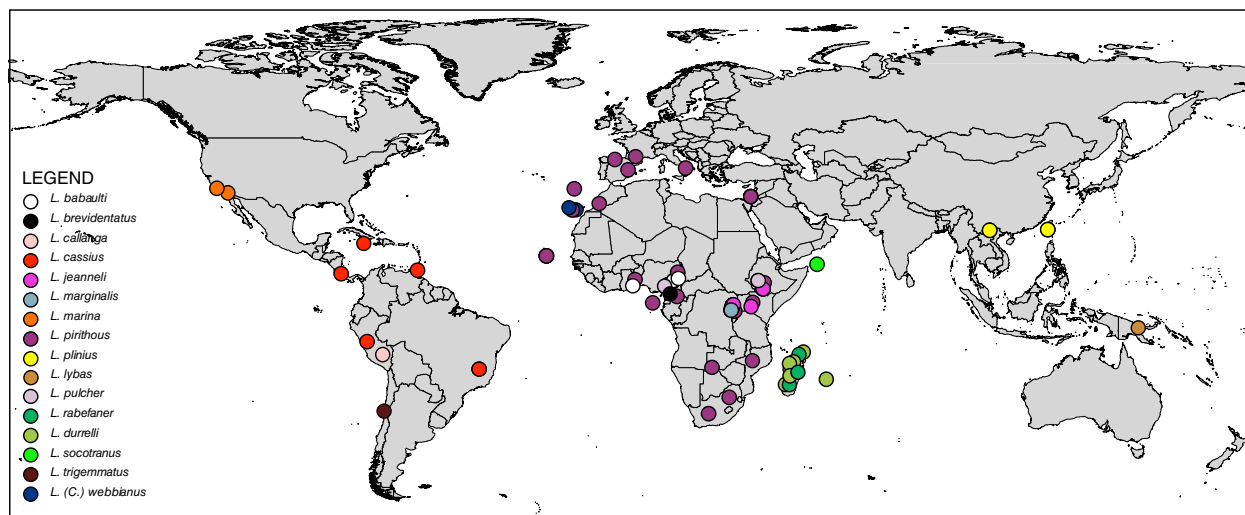 LEGEND
L. babaulti
L. brevidentatus
L. callanga
L. cassius
L. jeanneli
L. marginalis
L. marina
L. pirithous
L. plinius
L. lybas
L. pulcher
L. rabefaner
L. durrelli
L. socotranus
L. trigemmatus
L. (C.) webbianus